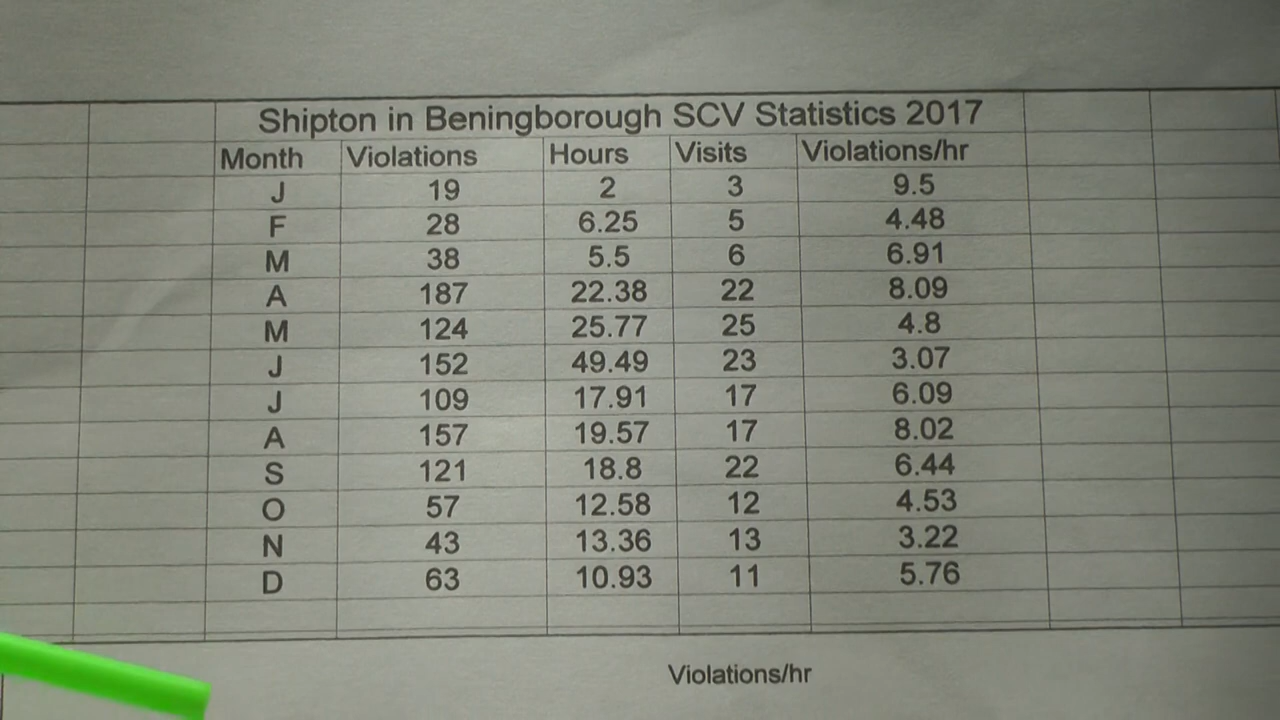 Shipton in Beningborough SCV Statistics 2017
Month Violations Hours Visits Violations/hr
J 19 2 3 9.5
F 28 6.25 5 4.48
M 38 5.5 6 6.91
A 187 22.38 22 8.09
M 124 25.77 25 4.8
J 152 49.49 23 3.07
J 109 17.91 17 6.09
A 157 19.57 17 8.02
S 121 18.8 22 6.44
O 57 12.58 12 4.53
N 43 13.36 13 3.22
D 63 10.93 11 5.76
Violations/hr